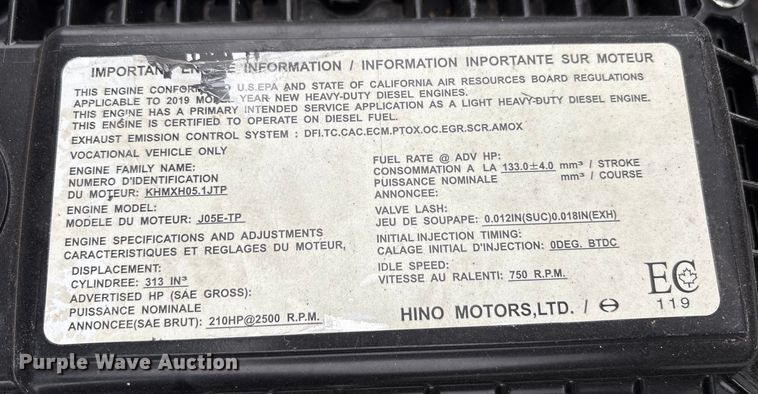 IMPORTANT ENGINE INFORMATION / INFORMATION INPORTANTE SUR MOTEUR
THIS ENGINE CONFOR U.S.EPA AND STATE OF CALIFORNIA AIR RESOURCES BOARD REGULATIONS
APPLICABLE TO 2019 MODEL YEAR NEW HEAVY-DUTY DIESEL ENGINES.
THIS ENGINE HAS A PRIMARY INTENDED SERVICE APPLICATION AS A LIGHT HEAVY-DUTY DIESEL ENGINE.
THIS ENGINE IS CERTIFIED TO OPERATE ON DIESEL FUEL.
EXHAUST EMISSION CONTROL SYSTEM : DFI.TC.CAC.ECM.PTOX.OC.EGR.SCR.AMOX
VOCATIONAL VEHICLE ONLY
ENGINE FAMILY NAME:
NUMERO D'IDENTIFICATION
DU MOTEUR: KHMXH05.1JTP
ENGINE MODEL:
MODELE DU MOTEUR: J05E-TP
ENGINE SPECIFICATIONS AND ADJUSTMENTS
CARACTERISTIQUES ET REGLAGES DU MOTEUR,
DISPLACEMENT:
CYLINDREE: 313 IN³
ADVERTISED HP (SAE GROSS):
PUISSANCE NOMINALE
ANNONCEE(SAE BRUT): 210HP@2500 R.P.M.
FUEL RATE @ ADV HP:
CONSOMMATION A LA 133.0±4.0 mm³ / STROKE
PUISSANCE NOMINALE mm³ / COURSE
ANNONCEE:
VALVE LASH:
JEU DE SOUPAPE: 0.012IN(SUC)0.018IN(EXH)
INITIAL INJECTION TIMING:
CALAGE INITIAL D'INJECTION: 0DEG. BTDC
IDLE SPEED:
VITESSE AU RALENTI: 750 R.P.M.
HINO MOTORS,LTD. /
EC
119
Purple Wave Auction